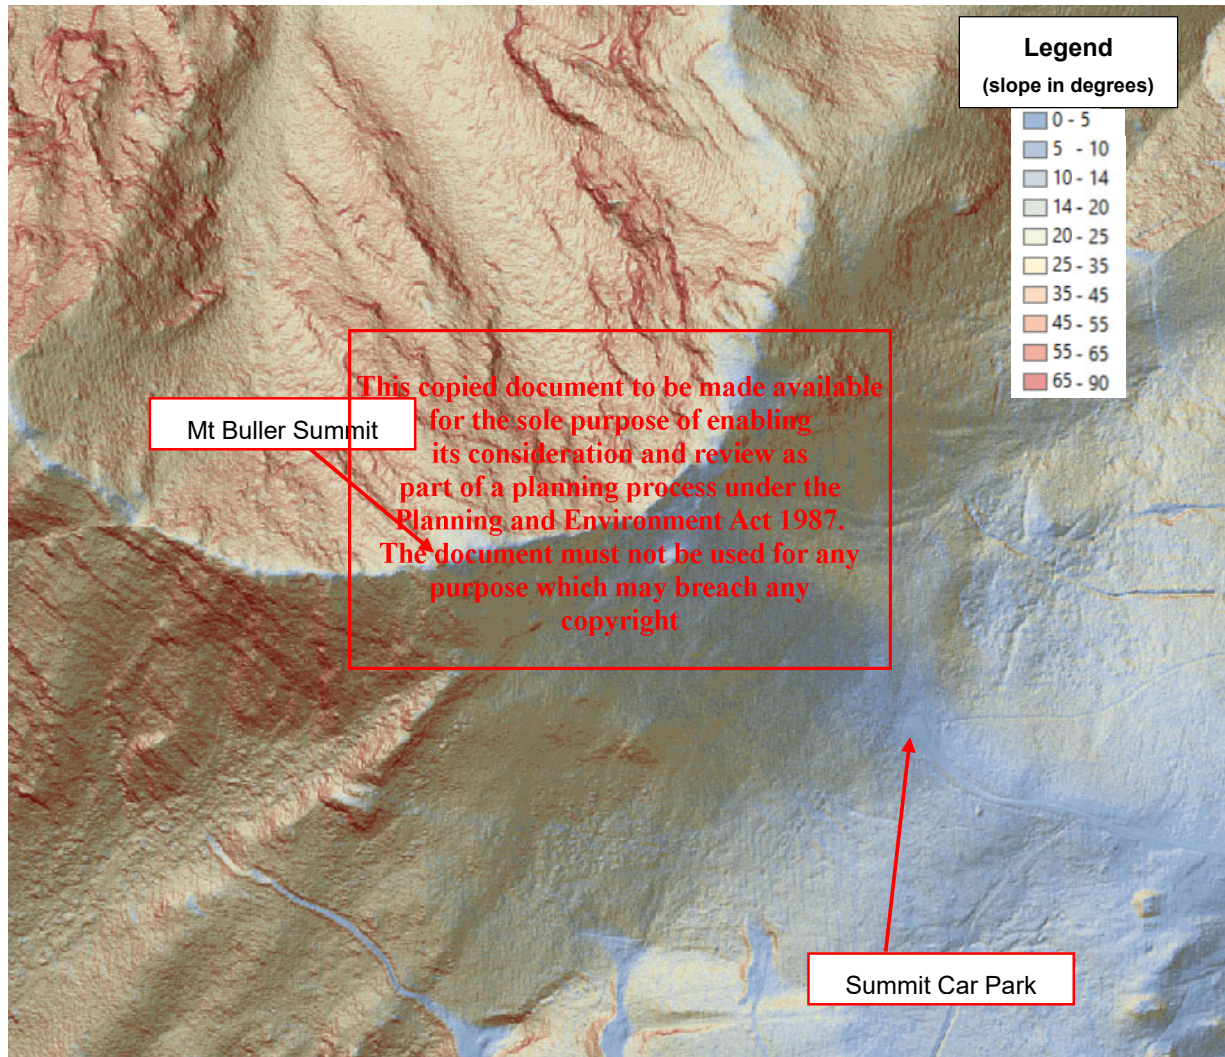 Legend
(slope in degrees)
0 - 5
5 - 10
10 - 14
14 - 20
20 - 25
25 - 35
35 - 45
45 - 55
55 - 65
65 - 90
This copied document to be made available
for the sole purpose of enabling
its consideration and review as
part of a planning process under the
Planning and Environment Act 1987.
The document must not be used for any
purpose which may breach any
copyright
Mt Buller Summit
Summit Car Park